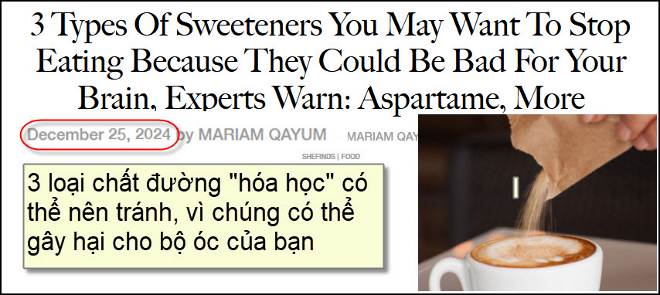 3 Types Of Sweeteners You May Want To Stop
Eating Because They Could Be Bad For Your
Brain, Experts Warn: Aspartame, More
December 25, 2024 by MARIAM QAYUM MARIAM QAY
SHEFINDS | FOOD
3 loại chất đường "hóa học" có
thể nên tránh, vì chúng có thể
gây hại cho bộ óc của bạn